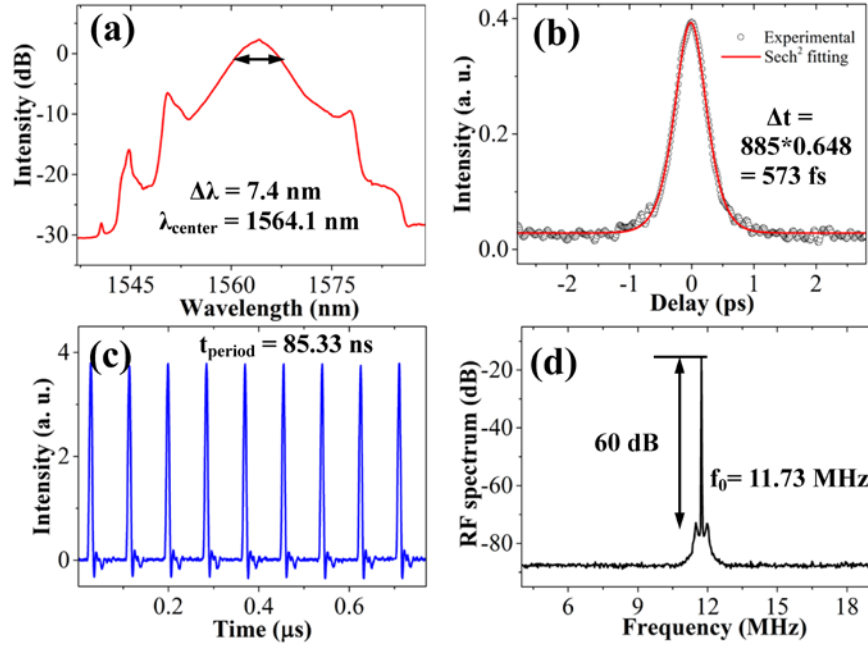 (a)
Intensity (dB)
0
-10
-20
-30
Δλ = 7.4 nm
λcenter = 1564.1 nm
1545
1560
1575
Wavelength (nm)
(b)
Intensity (a. u.)
0.4
0.2
0.0
Experimental
Sech² fitting
Δt =
885*0.648
= 573 fs
-2
-1
0
1
2
Delay (ps)
(c)
Intensity (a. u.)
4
2
0
tperiod = 85.33 ns
0.2
0.4
0.6
Time (μs)
(d)
RF spectrum (dB)
-20
-40
-60
-80
60 dB
f₀= 11.73 MHz
6
12
18
Frequency (MHz)